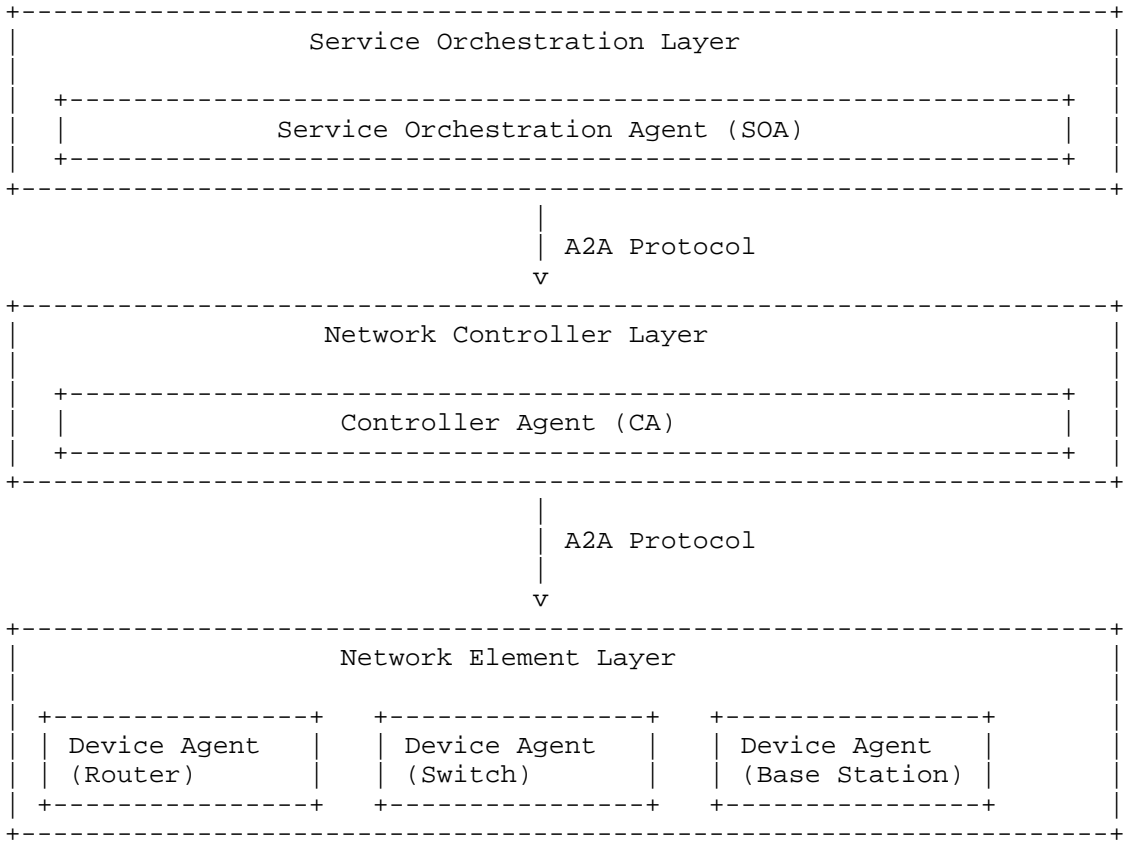 Service Orchestration Layer
Service Orchestration Agent (SOA)
A2A Protocol
v
Network Controller Layer
Controller Agent (CA)
A2A Protocol
v
Network Element Layer
Device Agent Device Agent Device Agent
(Router) (Switch) (Base Station)